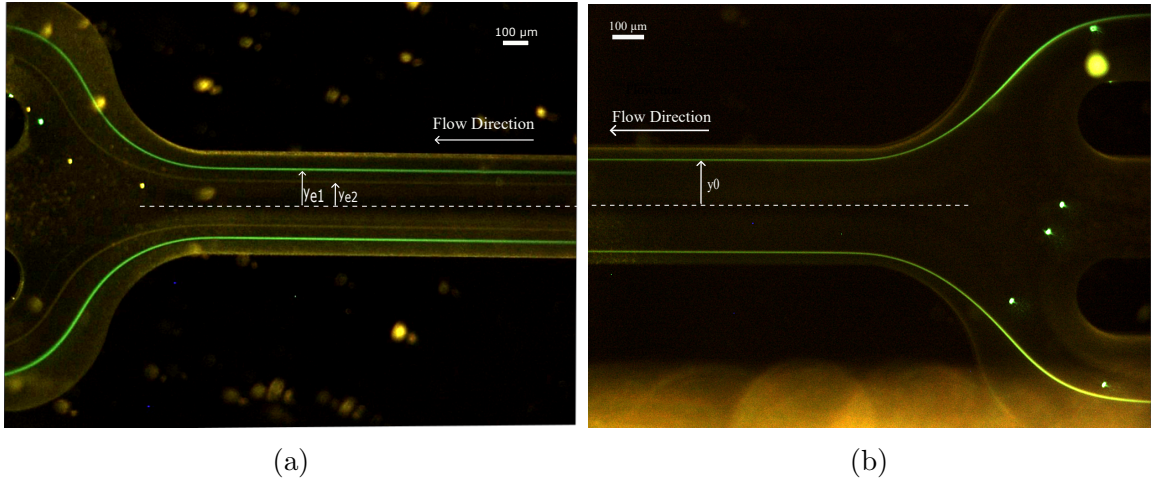 100 µm
Flow Direction
ye1
ye2
100 µm
Flow Direction
y0
(a)
(b)